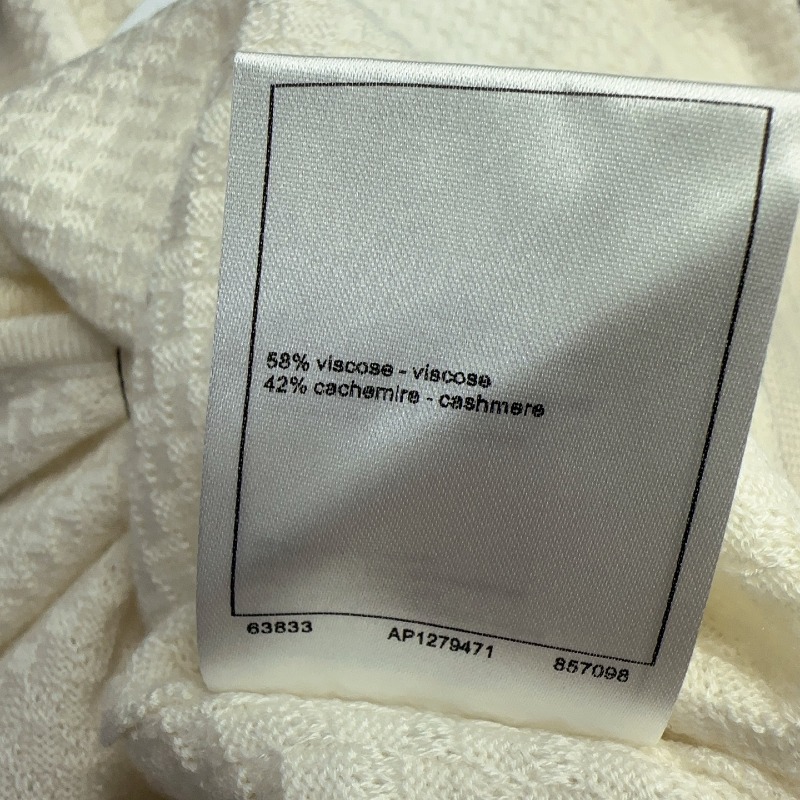 58% viscose - viscose
42% cachemire - cashmere
63833 AP1279471 857098